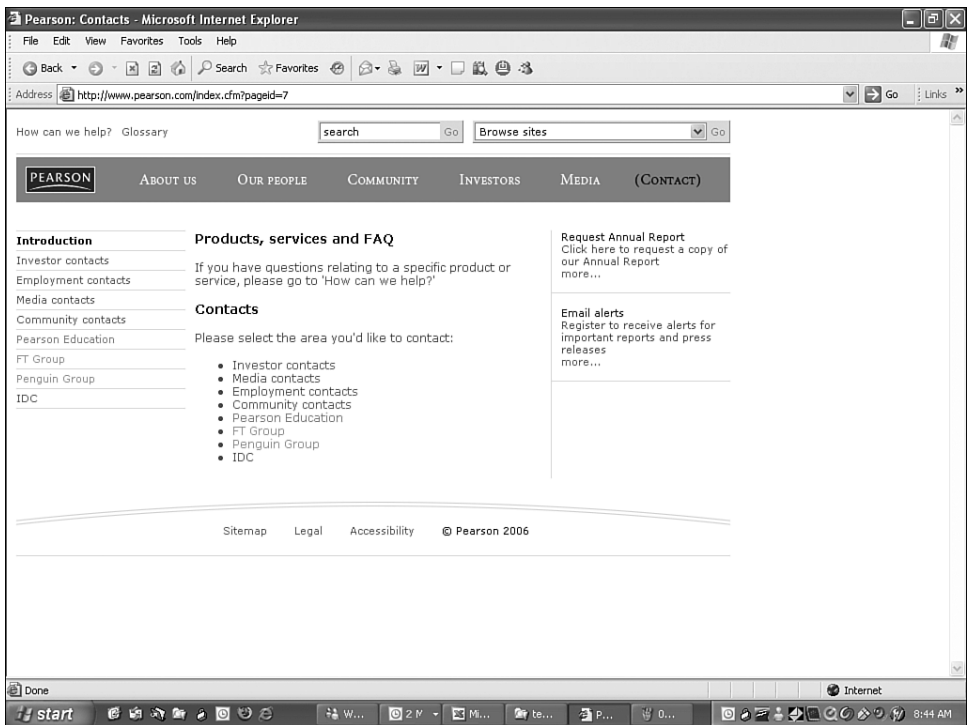 Pearson: Contacts - Microsoft Internet Explorer
File Edit View Favorites Tools Help
Back Search Favorites
Address http://www.pearson.com/index.cfm?pageid=7 Go Links »
How can we help? Glossary search Go Browse sites Go
PEARSON ABOUT US OUR PEOPLE COMMUNITY INVESTORS MEDIA (CONTACT)
Introduction
Investor contacts
Employment contacts
Media contacts
Community contacts
Pearson Education
FT Group
Penguin Group
IDC
Products, services and FAQ
If you have questions relating to a specific product or
service, please go to 'How can we help?'
Contacts
Please select the area you'd like to contact:
• Investor contacts
• Media contacts
• Employment contacts
• Community contacts
• Pearson Education
• FT Group
• Penguin Group
• IDC
Request Annual Report
Click here to request a copy of
our Annual Report
more...
Email alerts
Register to receive alerts for
important reports and press
releases
more...
Sitemap Legal Accessibility © Pearson 2006
Done Internet
start W... 2 M Mi... te... P... 0... 8:44 AM